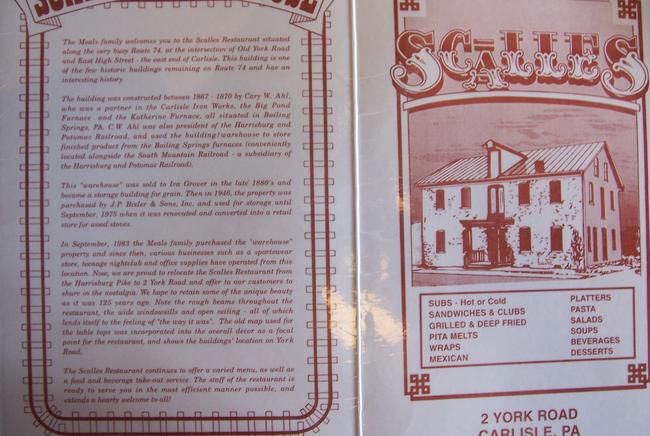 The Meals family welcomes you to the Scalles Restaurant situated
along the very busy Route 74, at the intersection of Old York Road
and East High Street - the east end of Carlisle. This building is one
of the few historic buildings remaining on Route 74 and has an
interesting history.
The building was constructed between 1867 - 1870 by Cary W. Ahl,
who was a partner in the Carlisle Iron Works, the Big Pond
Furnace and the Katherine Furnace, all situated in Boiling
Springs, PA. C.W. Ahl was also president of the Harrisburg and
Potomac Railroad, and used the building/warehouse to store
finished product from the Boiling Springs furnaces (conveniently
located alongside the South Mountain Railroad - a subsidiary of
the Harrisburg and Potomac Railroad).
This "warehouse" was sold to Ira Grover in the late 1880's and
became a storage building for grain. Then in 1946, the property was
purchased by J.P. Bixler & Sons, Inc. and used for storage until
September, 1975 when it was renovated and converted into a retail
store for wood stoves.
In September, 1983 the Meals family purchased the "warehouse"
property and since then, various businesses such as a sportswear
store, teenage nightclub and office supplies have operated from this
location. Now, we are proud to relocate the Scalles Restaurant from
the Harrisburg Pike to 2 York Road and offer to our customers to
share in the nostalgia. We hope to retain some of the unique beauty
as it was 125 years ago. Note the rough beams throughout the
restaurant, the wide windowsills and open ceiling - all of which
lends itself to the feeling of "the way it was". The old map used for
the table tops was incorporated into the overall decor as a focal
point for the restaurant, and shows the buildings' location on York
Road.
The Scalles Restaurant continues to offer a varied menu, as well as
a food and beverage take-out service. The staff of the restaurant is
ready to serve you in the most efficient manner possible, and
extends a hearty welcome to all!
SCALLES
SUBS - Hot or Cold
SANDWICHES & CLUBS
GRILLED & DEEP FRIED
PITA MELTS
WRAPS
MEXICAN
PLATTERS
PASTA
SALADS
SOUPS
BEVERAGES
DESSERTS
2 YORK ROAD
CARLISLE, PA